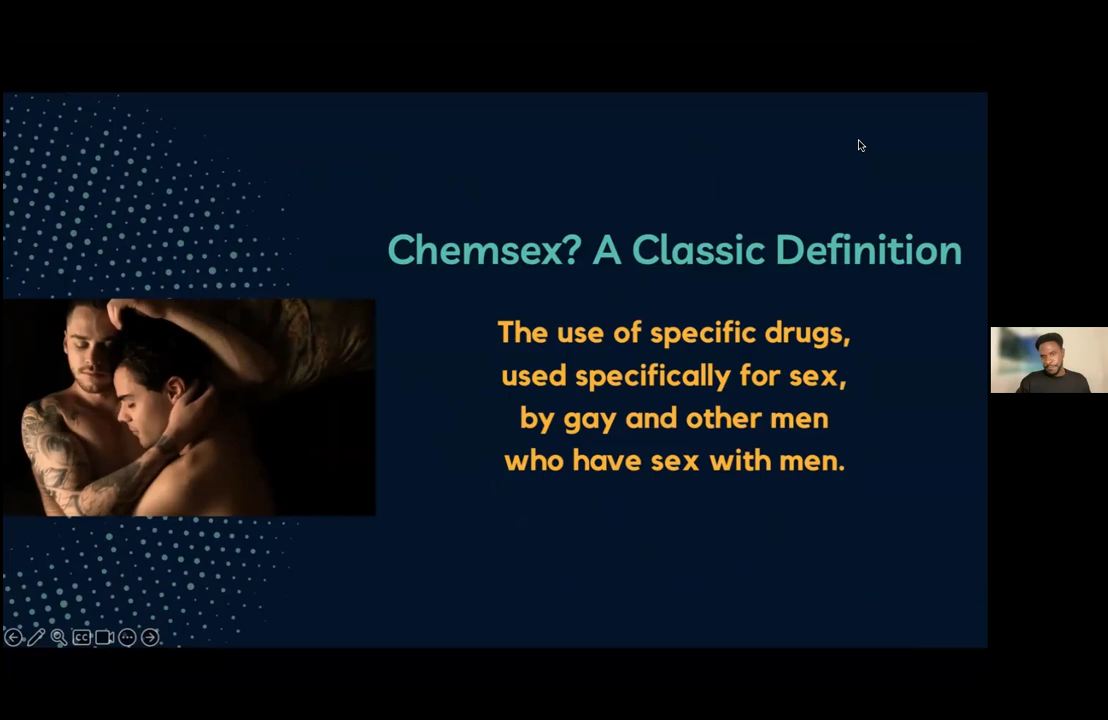 Chemsex? A Classic Definition
The use of specific drugs,
used specifically for sex,
by gay and other men
who have sex with men.
CC